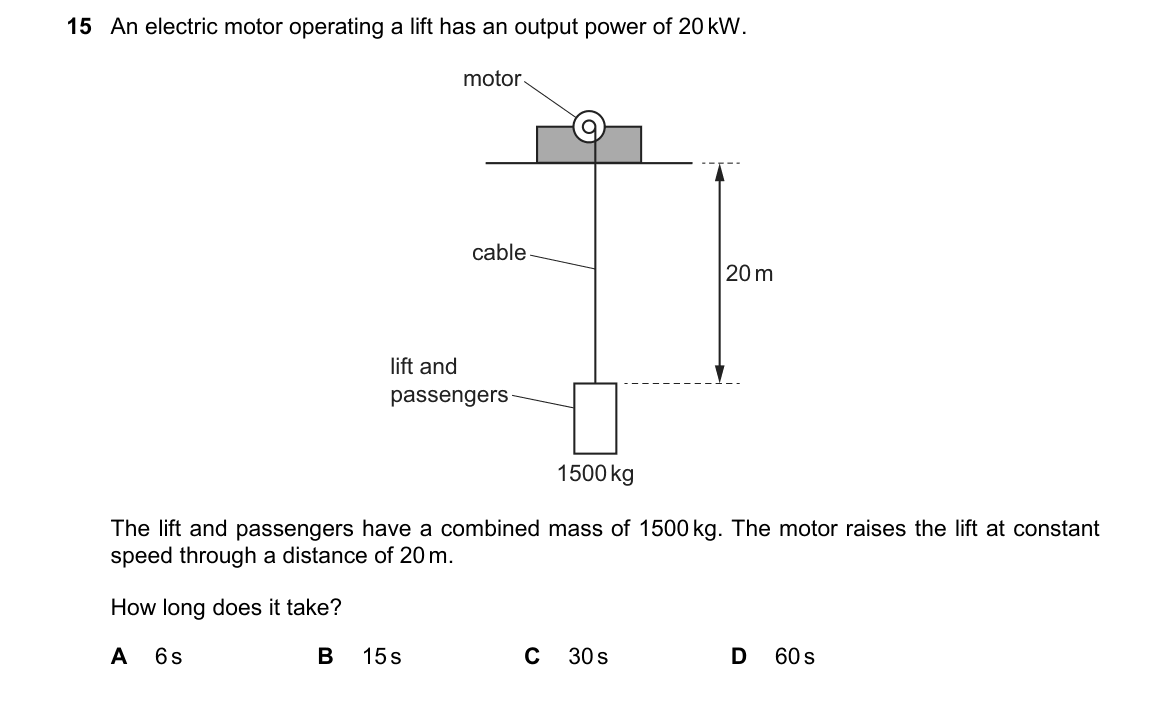 15 An electric motor operating a lift has an output power of 20 kW.
motor
cable
20 m
lift and
passengers
1500 kg
The lift and passengers have a combined mass of 1500 kg. The motor raises the lift at constant
speed through a distance of 20 m.
How long does it take?
A 6 s B 15 s C 30 s D 60 s